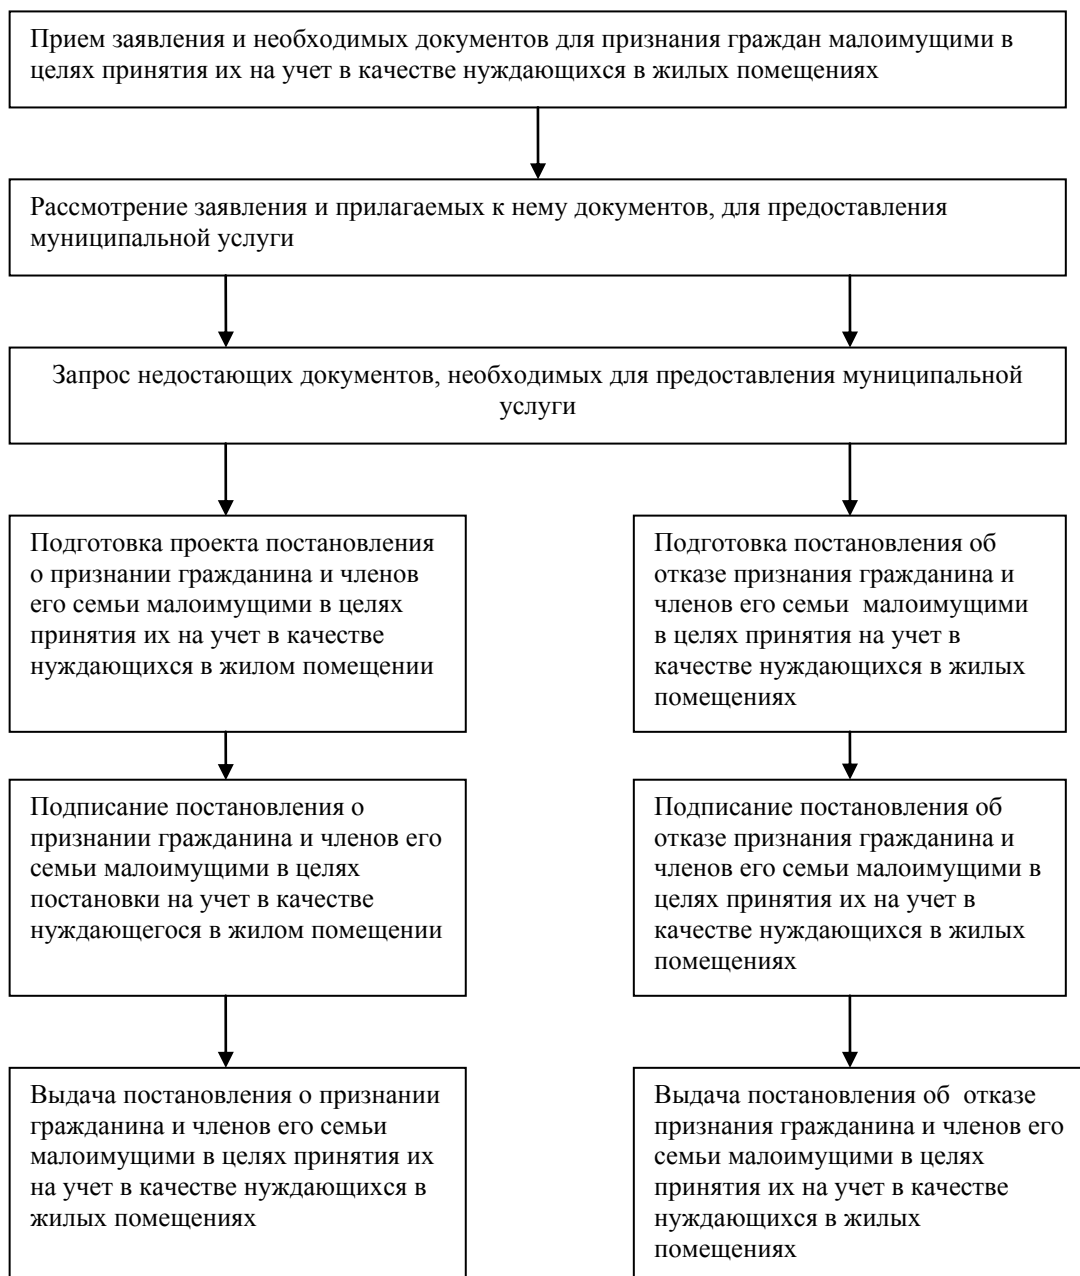 Прием заявления и необходимых документов для признания граждан малоимущими в
целях принятия их на учет в качестве нуждающихся в жилых помещениях
Рассмотрение заявления и прилагаемых к нему документов, для предоставления
муниципальной услуги
Запрос недостающих документов, необходимых для предоставления муниципальной
услуги
Подготовка проекта постановления
о признании гражданина и членов
его семьи малоимущими в целях
принятия их на учет в качестве
нуждающихся в жилом помещении
Подготовка постановления об
отказе признания гражданина и
членов его семьи  малоимущими
в целях принятия на учет в
качестве нуждающихся в жилых
помещениях
Подписание постановления о
признании гражданина и членов его
семьи малоимущими в целях
постановки на учет в качестве
нуждающегося в жилом помещении
Подписание постановления об
отказе признания гражданина и
членов его семьи малоимущими в
целях принятия их на учет в
качестве нуждающихся в жилых
помещениях
Выдача постановления о признании
гражданина и членов его семьи
малоимущими в целях принятия их
на учет в качестве нуждающихся в
жилых помещениях
Выдача постановления об  отказе
признания гражданина и членов его
семьи малоимущими в целях
принятия их на учет в качестве
нуждающихся в жилых
помещениях